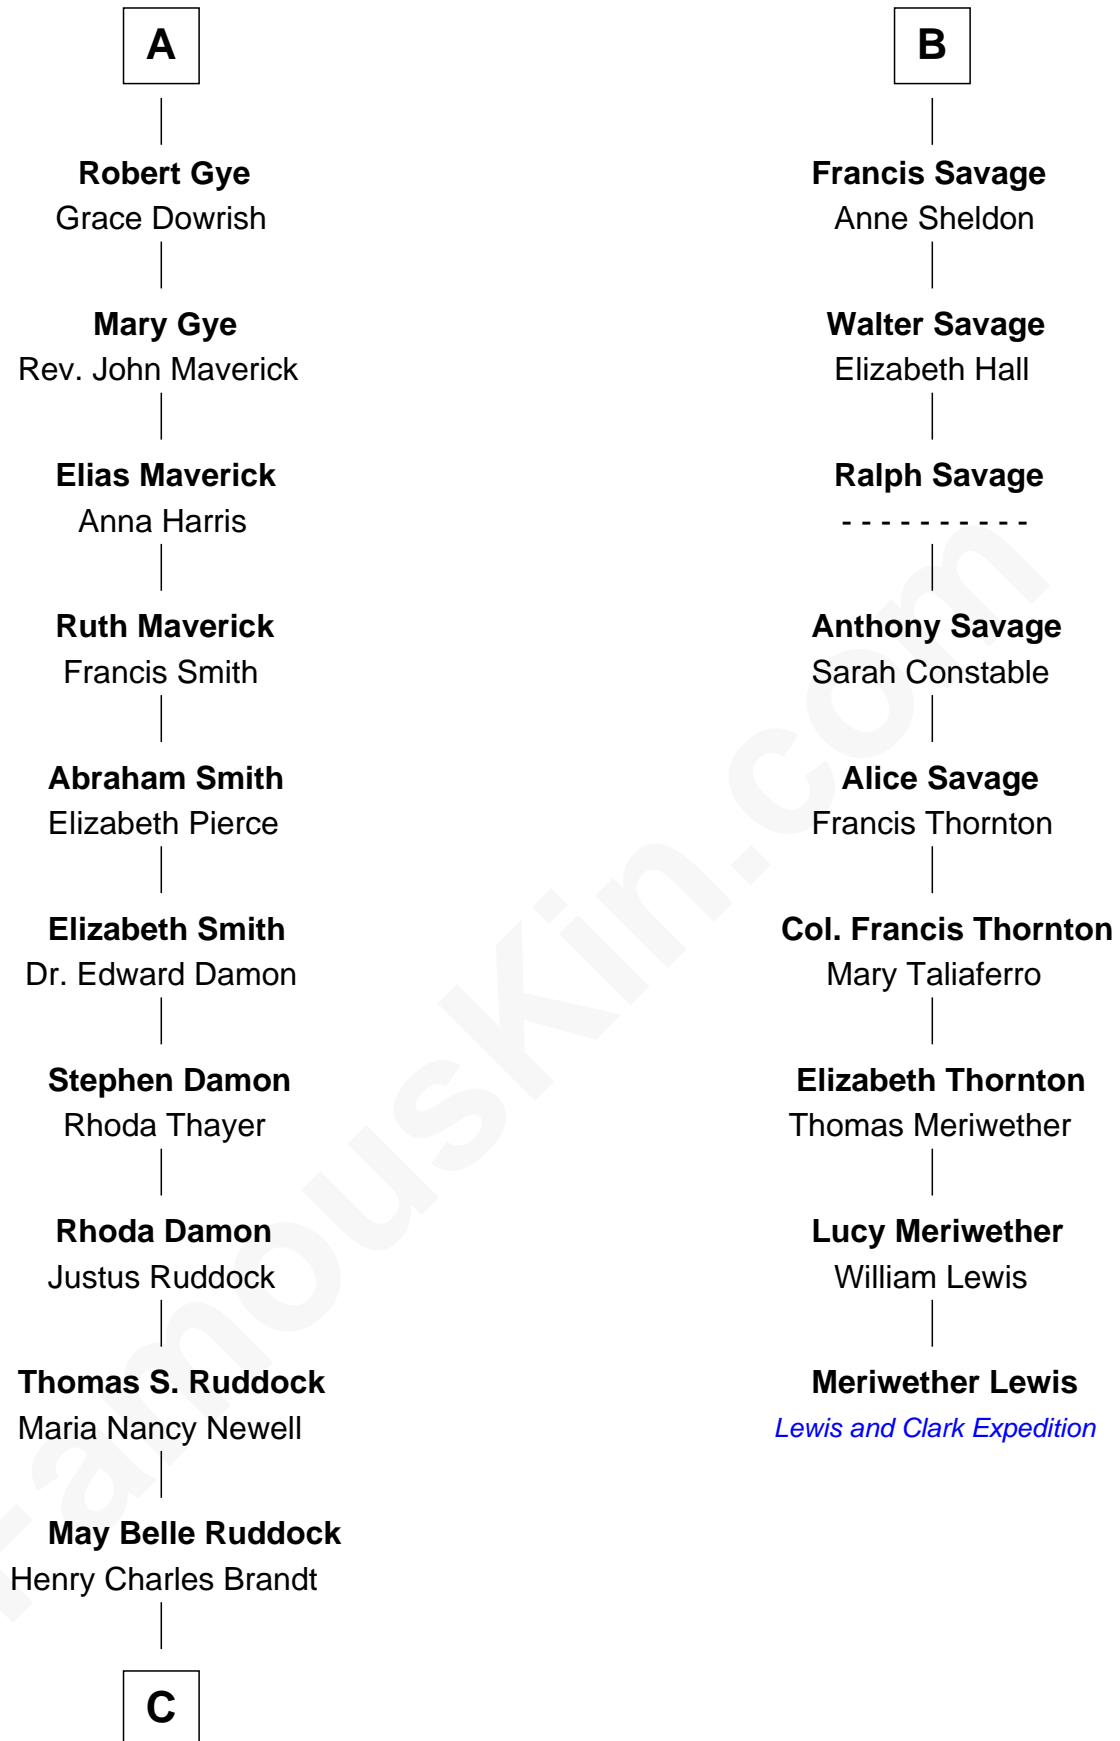 A
Robert Gye
Grace Dowrish
Mary Gye
Rev. John Maverick
Elias Maverick
Anna Harris
Ruth Maverick
Francis Smith
Abraham Smith
Elizabeth Pierce
Elizabeth Smith
Dr. Edward Damon
Stephen Damon
Rhoda Thayer
Rhoda Damon
Justus Ruddock
Thomas S. Ruddock
Maria Nancy Newell
May Belle Ruddock
Henry Charles Brandt
C
B
Francis Savage
Anne Sheldon
Walter Savage
Elizabeth Hall
Ralph Savage
- - - - - - - - - -
Anthony Savage
Sarah Constable
Alice Savage
Francis Thornton
Col. Francis Thornton
Mary Taliaferro
Elizabeth Thornton
Thomas Meriwether
Lucy Meriwether
William Lewis
Meriwether Lewis
Lewis and Clark Expedition
FamousKin.com